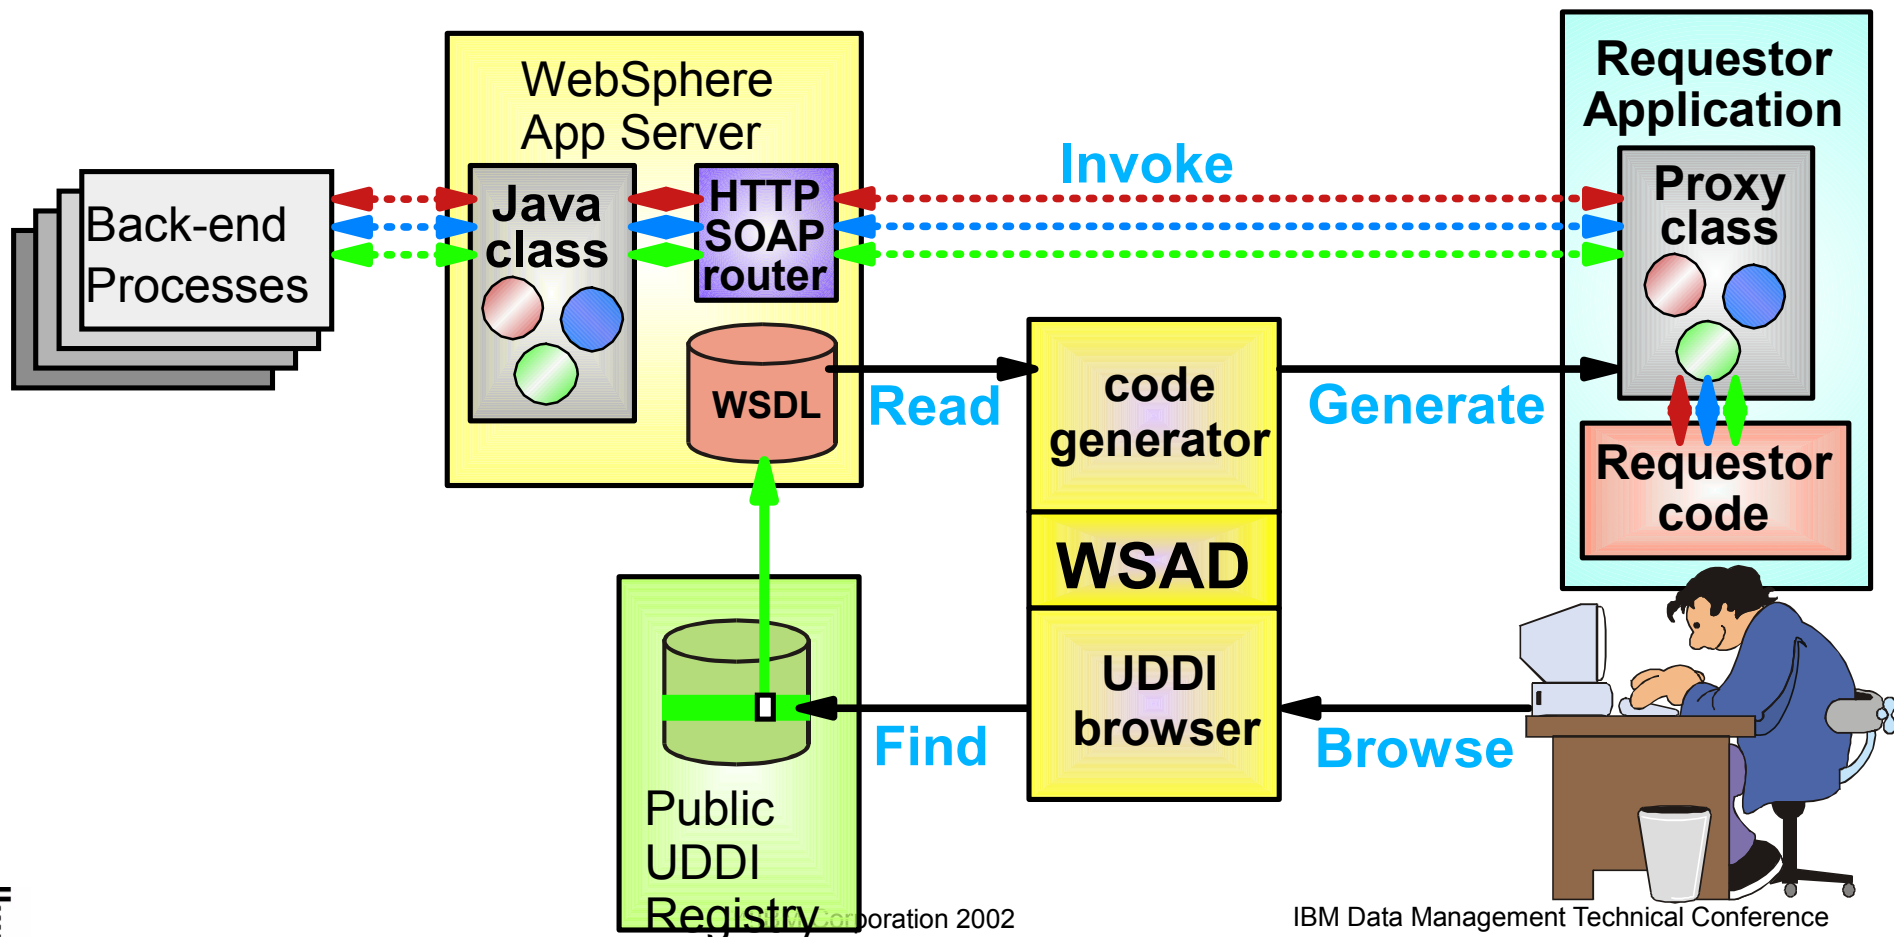 WebSphere
App Server
Requestor
Application
Invoke
Back-end
Processes
Java
class
HTTP
SOAP
router
Proxy
class
WSDL
Read
code
generator
Generate
Requestor
code
WSAD
UDDI
browser
Find
Browse
Public
UDDI
Registry
Corporation 2002
IBM Data Management Technical Conference